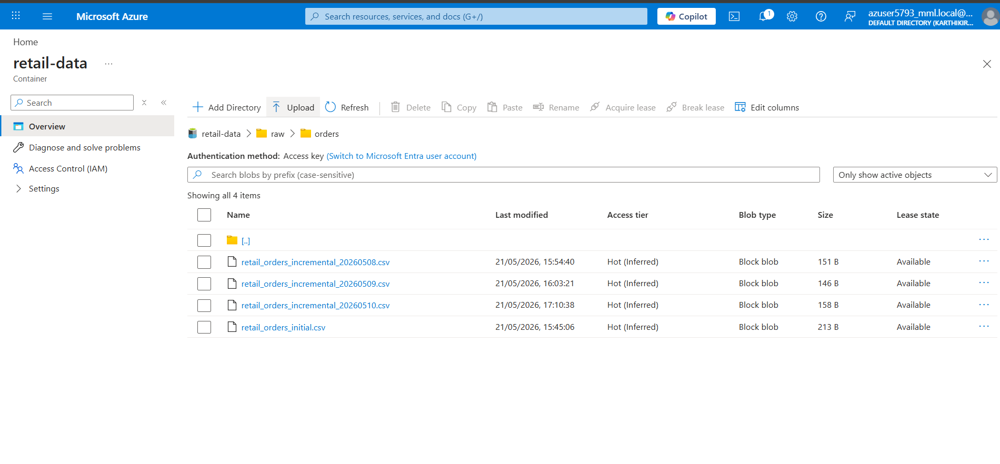 Microsoft Azure
Search resources, services, and docs (G+/)
Copilot
1
azuser5793_mml.local@...
DEFAULT DIRECTORY (KARTHIKIR...
Home
retail-data
...
Container
Search
Overview
Diagnose and solve problems
Access Control (IAM)
Settings
Add Directory
Upload
Refresh
Delete
Copy
Paste
Rename
Acquire lease
Break lease
Edit columns
retail-data > raw > orders
Authentication method: Access key (Switch to Microsoft Entra user account)
Search blobs by prefix (case-sensitive)
Only show active objects
Showing all 4 items
Name Last modified Access tier Blob type Size Lease state
[..]
retail_orders_incremental_20260508.csv 21/05/2026, 15:54:40 Hot (Inferred) Block blob 151 B Available
retail_orders_incremental_20260509.csv 21/05/2026, 16:03:21 Hot (Inferred) Block blob 146 B Available
retail_orders_incremental_20260510.csv 21/05/2026, 17:10:38 Hot (Inferred) Block blob 158 B Available
retail_orders_initial.csv 21/05/2026, 15:45:06 Hot (Inferred) Block blob 213 B Available